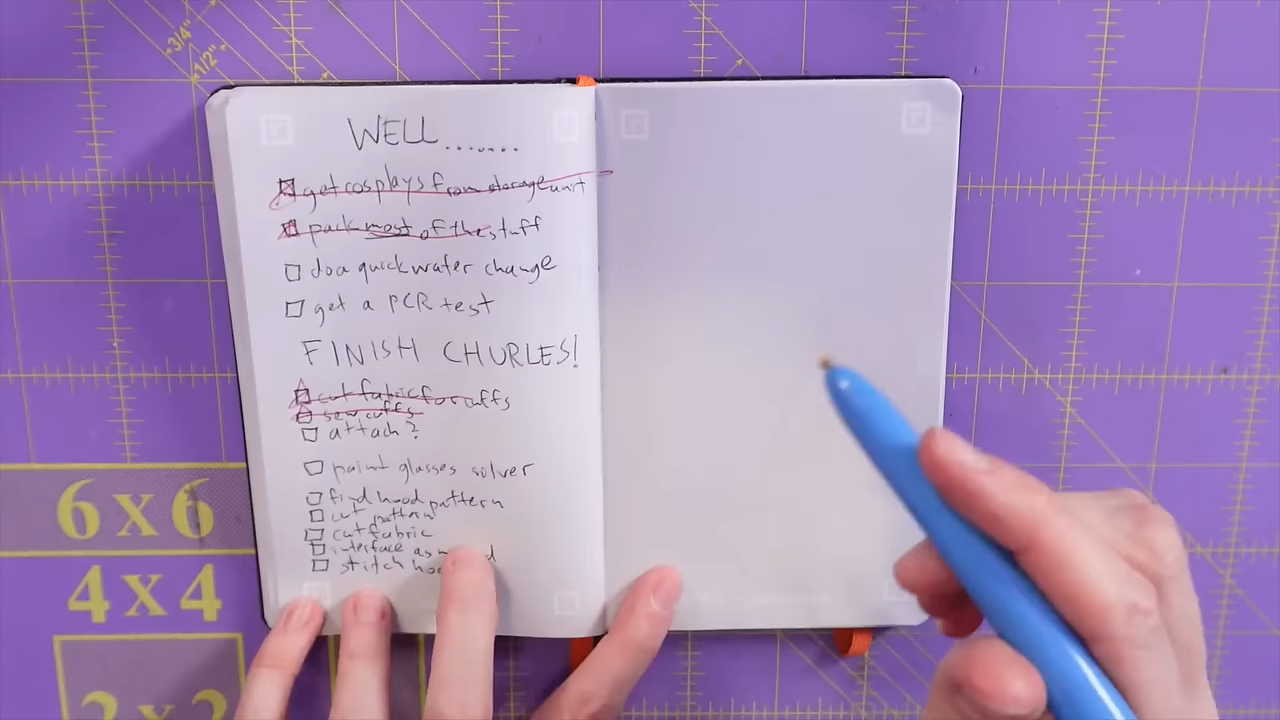 3/4"
1/2"
WELL.......
get cosplays from storage unit
pack most of the stuff
do a quick water change
get a PCR test
FINISH CHURLES!
cut fabric for cuffs
sew cuffs
attach?
paint glasses solver
find hood pattern
cut pattern
cut fabric
interface as
stitch
6x6
4x4
2x2